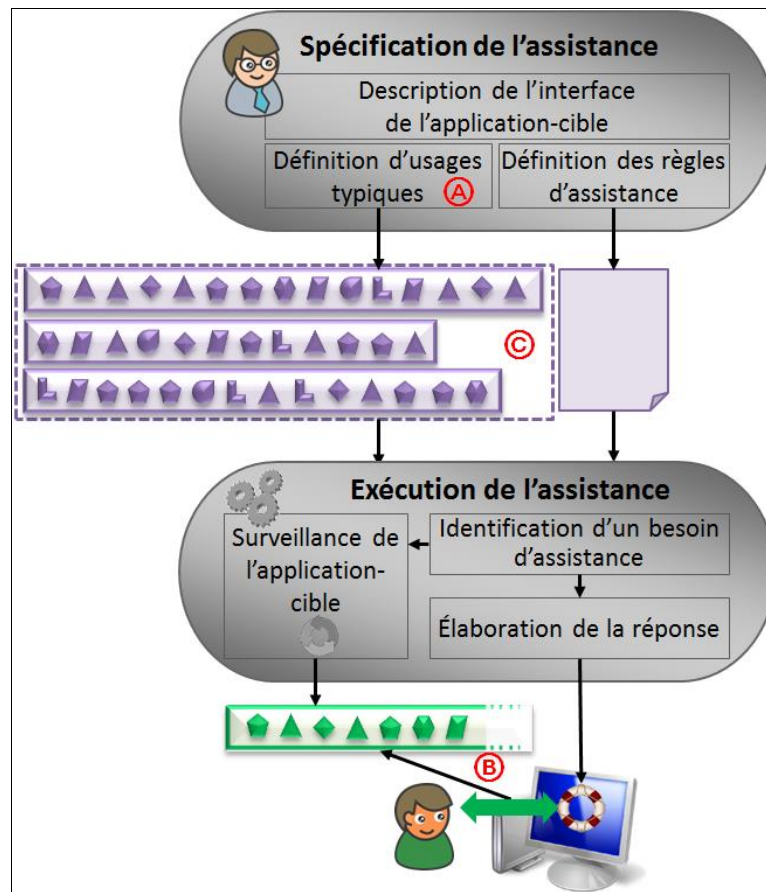 Spécification de l'assistance
Description de l'interface
de l'application-cible
Définition d'usages
typiques A
Définition des règles
d'assistance
C
Exécution de l'assistance
Surveillance de
l'application-
cible
Identification d'un besoin
d'assistance
Élaboration de la réponse
B